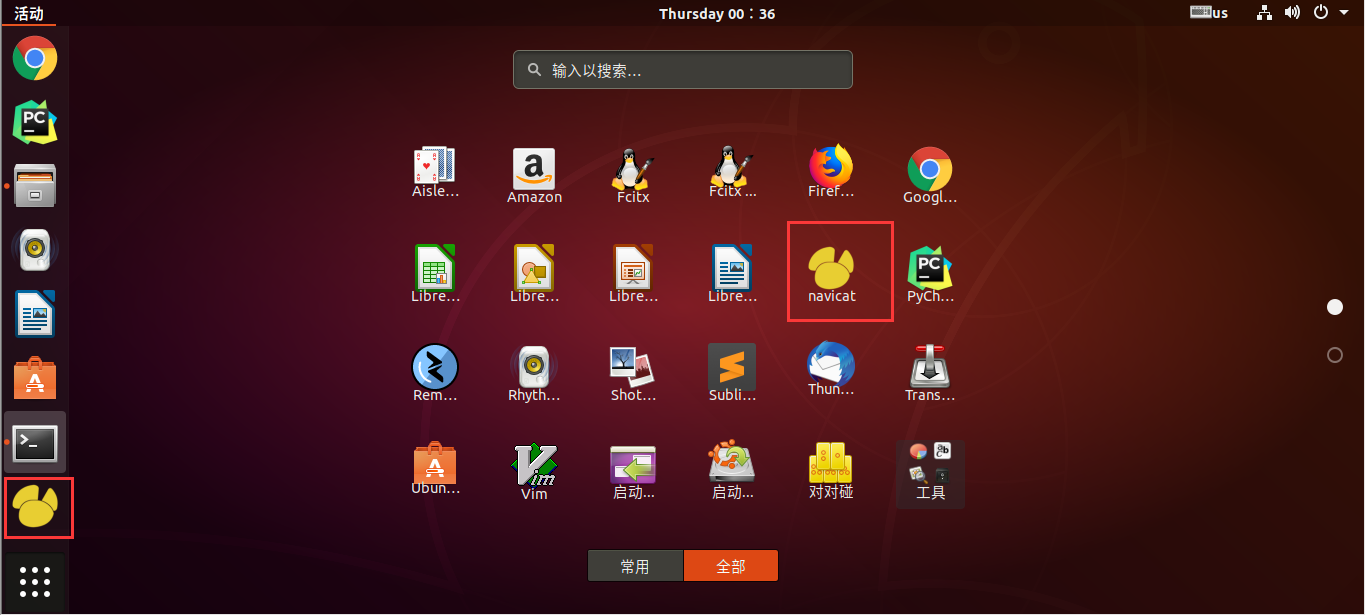 活动
Thursday 00：36
us
输入以搜索...
Aisle...
Amazon
Fcitx
Fcitx ...
Firef...
Googl...
Libre...
Libre...
Libre...
Libre...
navicat
PyCh...
Rem...
Rhyth...
Shot...
Subli...
Thun...
Trans...
Ubun...
Vim
启动...
启动...
对对碰
工具
常用
全部